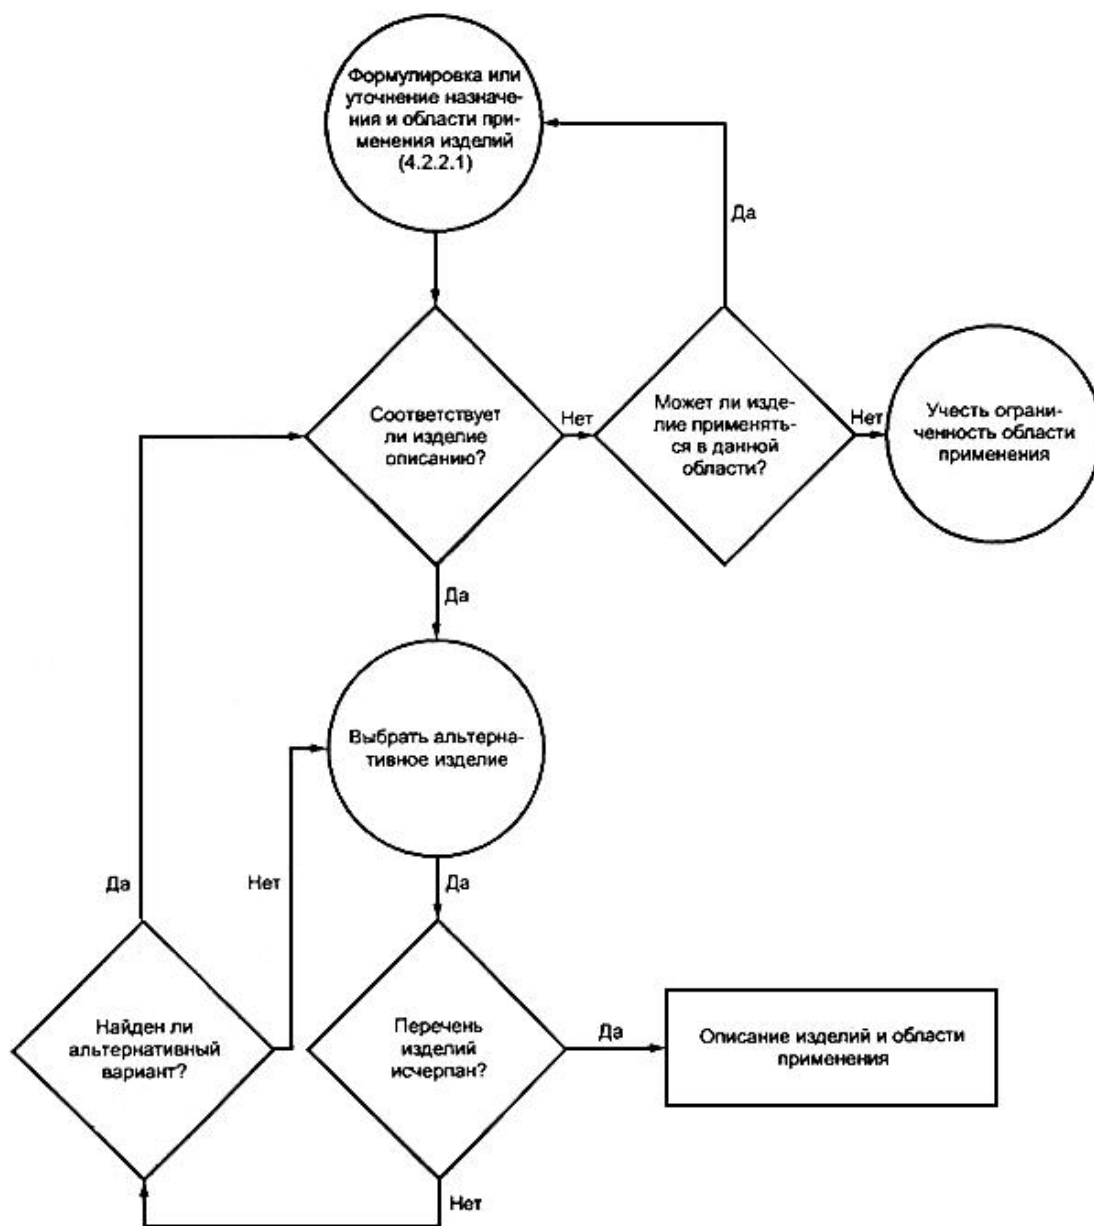 Формулировка или
уточнение назначе-
ния и области при-
менения изделий
(4.2.2.1)
Да
Соответствует
ли изделие
описанию?
Нет
Может ли изде-
лие применять-
ся в данной
области?
Нет
Учесть ограни-
ченность области
применения
Да
Выбрать альтерна-
тивное изделие
Да
Нет
Да
Найден ли
альтернативный
вариант?
Перечень
изделий
исчерпан?
Да
Описание изделий и области
применения
Нет